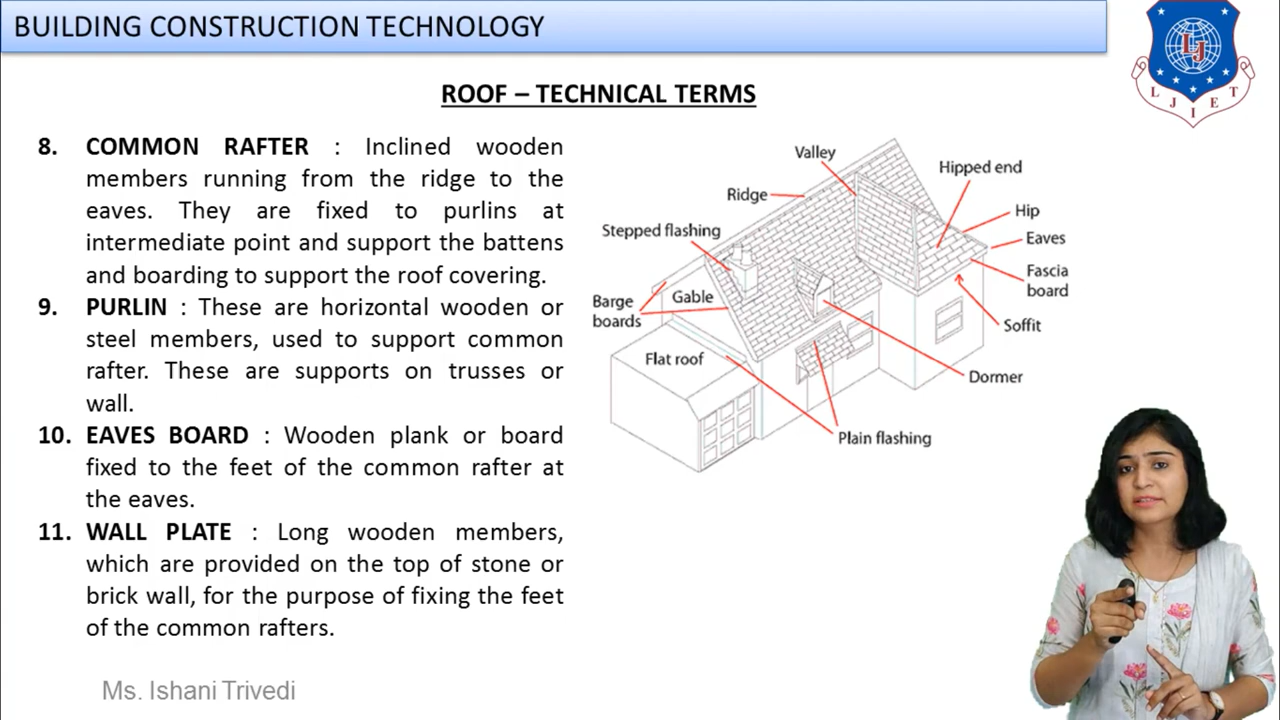 BUILDING CONSTRUCTION TECHNOLOGY
LJIET
ROOF – TECHNICAL TERMS
8. COMMON RAFTER : Inclined wooden
members running from the ridge to the
eaves. They are fixed to purlins at
intermediate point and support the battens
and boarding to support the roof covering.
9. PURLIN : These are horizontal wooden or
steel members, used to support common
rafter. These are supports on trusses or
wall.
10. EAVES BOARD : Wooden plank or board
fixed to the feet of the common rafter at
the eaves.
11. WALL PLATE : Long wooden members,
which are provided on the top of stone or
brick wall, for the purpose of fixing the feet
of the common rafters.
Valley
Hipped end
Ridge
Hip
Stepped flashing
Eaves
Fascia
board
Barge
boards
Gable
Soffit
Flat roof
Dormer
Plain flashing
Ms. Ishani Trivedi